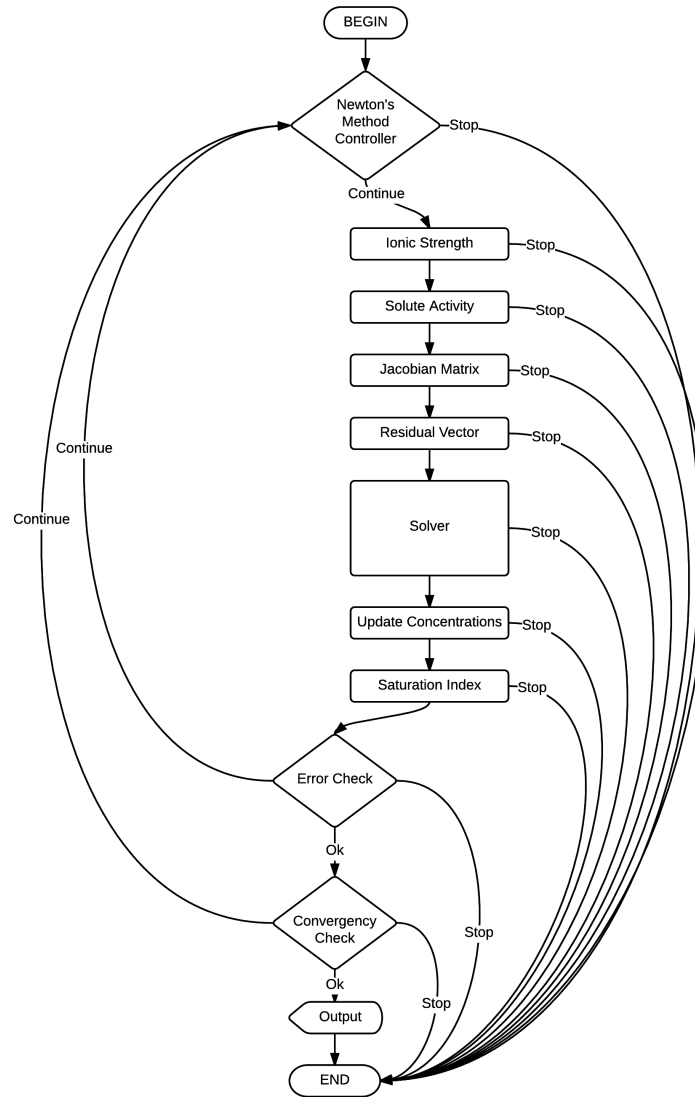 BEGIN
Newton's
Method
Controller
Stop
Continue
Ionic Strength
Stop
Solute Activity
Stop
Jacobian Matrix
Stop
Residual Vector
Stop
Continue
Continue
Solver
Stop
Update Concentrations
Stop
Saturation Index
Stop
Error Check
Ok
Convergency
Check
Stop
Ok
Stop
Output
END